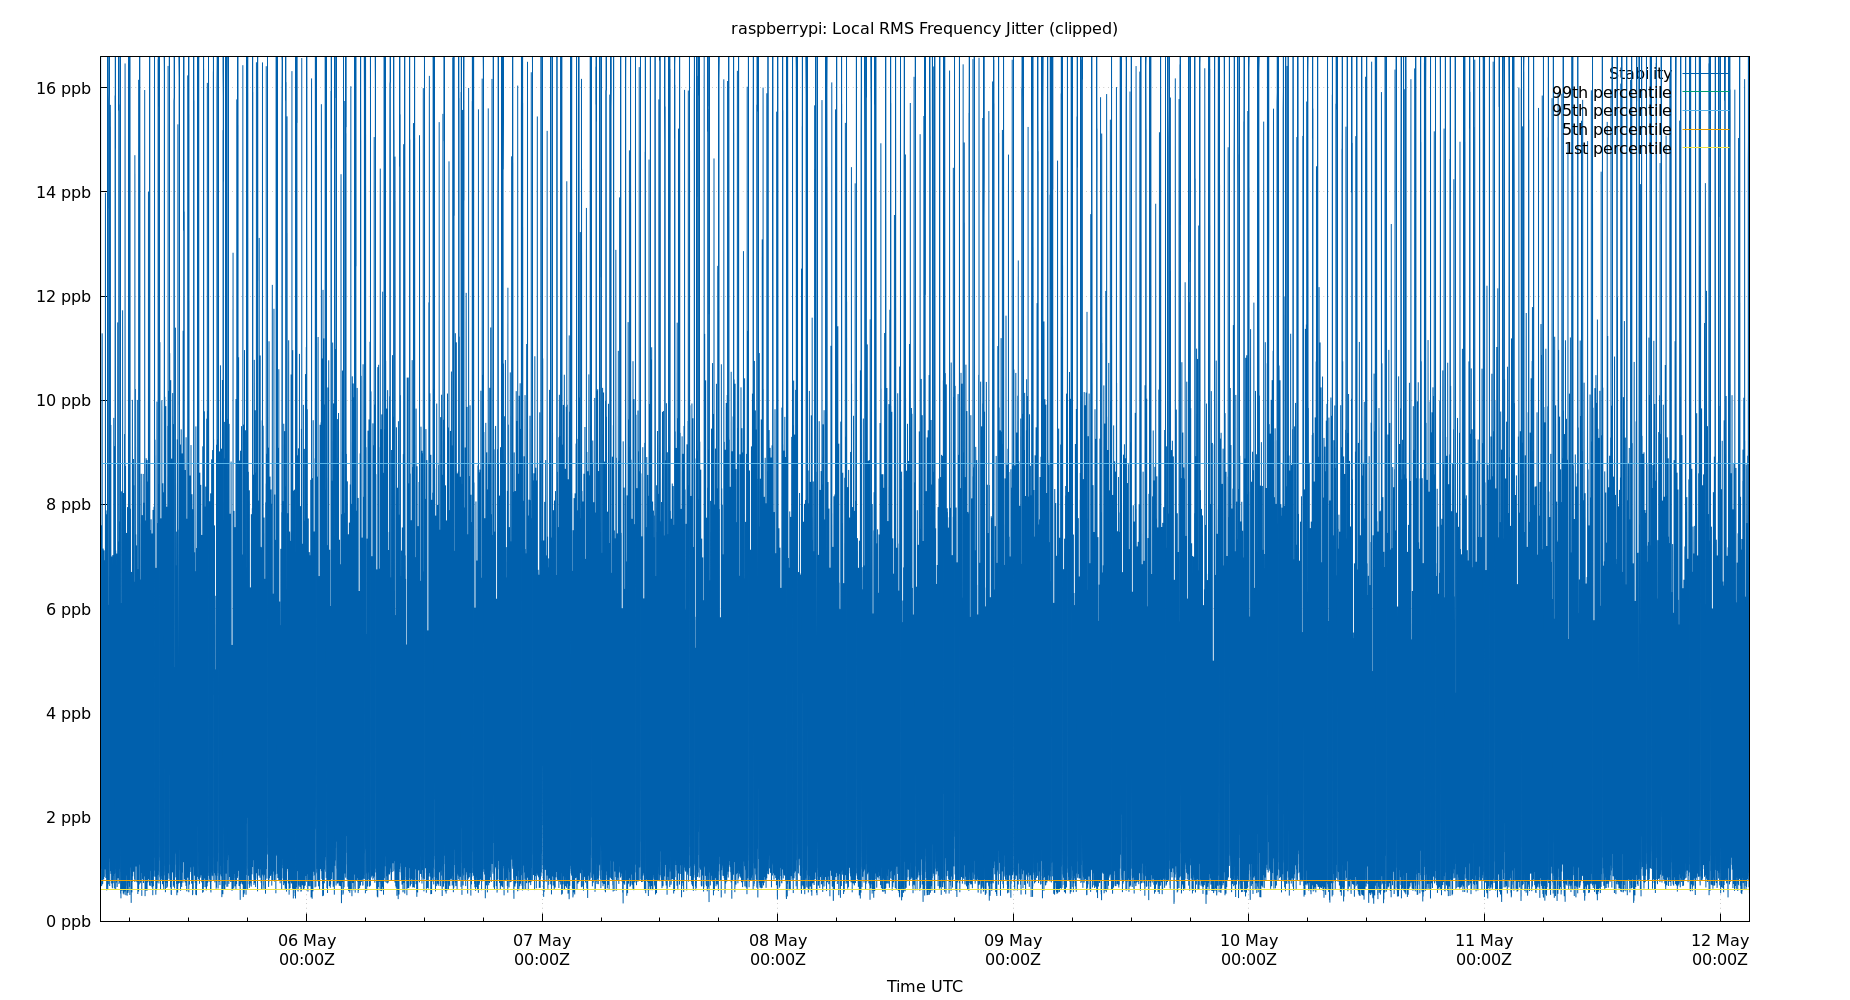 raspberrypi: Local RMS Frequency Jitter (clipped)
16 ppb
14 ppb
12 ppb
10 ppb
8 ppb
6 ppb
4 ppb
2 ppb
0 ppb
Stability
99th percentile
95th percentile
5th percentile
1st percentile
06 May
00:00Z
07 May
00:00Z
08 May
00:00Z
09 May
00:00Z
10 May
00:00Z
11 May
00:00Z
12 May
00:00Z
Time UTC